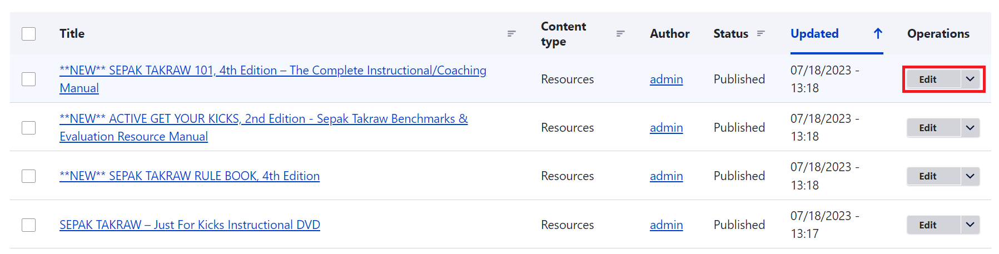 Title Content type Author Status Updated Operations
**NEW** SEPAK TAKRAW 101, 4th Edition – The Complete Instructional/Coaching
Manual
Resources admin Published 07/18/2023 -
13:18
Edit
**NEW** ACTIVE GET YOUR KICKS, 2nd Edition - Sepak Takraw Benchmarks &
Evaluation Resource Manual
Resources admin Published 07/18/2023 -
13:18
Edit
**NEW** SEPAK TAKRAW RULE BOOK, 4th Edition
Resources admin Published 07/18/2023 -
13:18
Edit
SEPAK TAKRAW – Just For Kicks Instructional DVD
Resources admin Published 07/18/2023 -
13:17
Edit